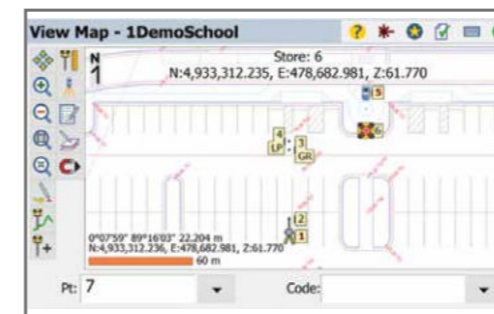 View Map - 1DemoSchool
N
1
Store: 6
N:4,933,312.235, E:478,682.981, Z:61.770
5
6
4
LP
3
GR
2
1
0°07'59" 89°16'03" 22.204 m
N:4,933,312.236, E:478,682.981, Z:61.770
60 m
Pt: 7
Code: